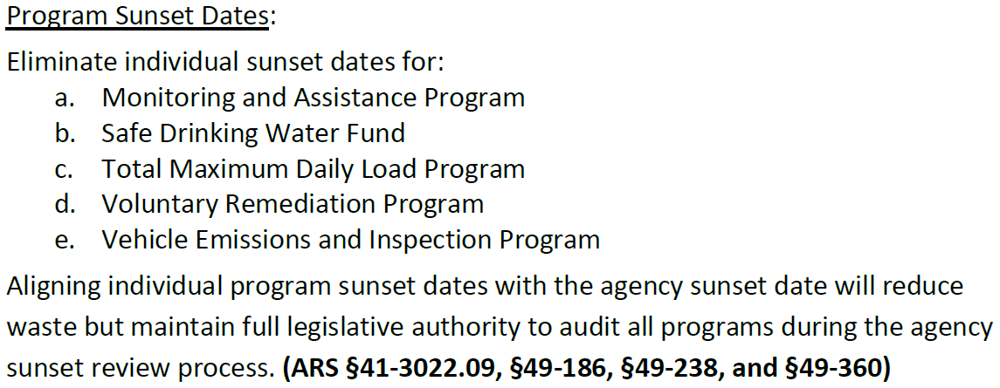 Program Sunset Dates:
Eliminate individual sunset dates for:
a. Monitoring and Assistance Program
b. Safe Drinking Water Fund
c. Total Maximum Daily Load Program
d. Voluntary Remediation Program
e. Vehicle Emissions and Inspection Program
Aligning individual program sunset dates with the agency sunset date will reduce
waste but maintain full legislative authority to audit all programs during the agency
sunset review process. (ARS §41-3022.09, §49-186, §49-238, and §49-360)